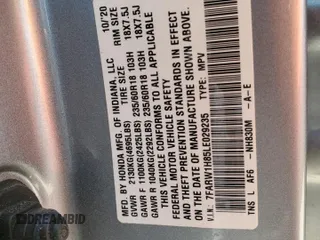 MFD. BY HONDA MFG. OF INDIANA, LLC 10/'20
TIRE SIZE RIM SIZE
GVWR 2130KG(4695LBS)
GAWR F 1100KG(2425LBS) 235/60R18 103H 18X7.5J
GAWR R 1040KG(2292LBS) 235/60R18 103H 18X7.5J
THIS VEHICLE CONFORMS TO ALL APPLICABLE
FEDERAL MOTOR VEHICLE SAFETY
AND THEFT PREVENTION STANDARDS IN EFFECT ON THE
DATE OF MANUFACTURE SHOWN ABOVE.
V.I.N. 7FARW1H85LE029235 TYPE: MPV
TNS L AF6 NH830M A-E
BIDFAX
DREAMBID